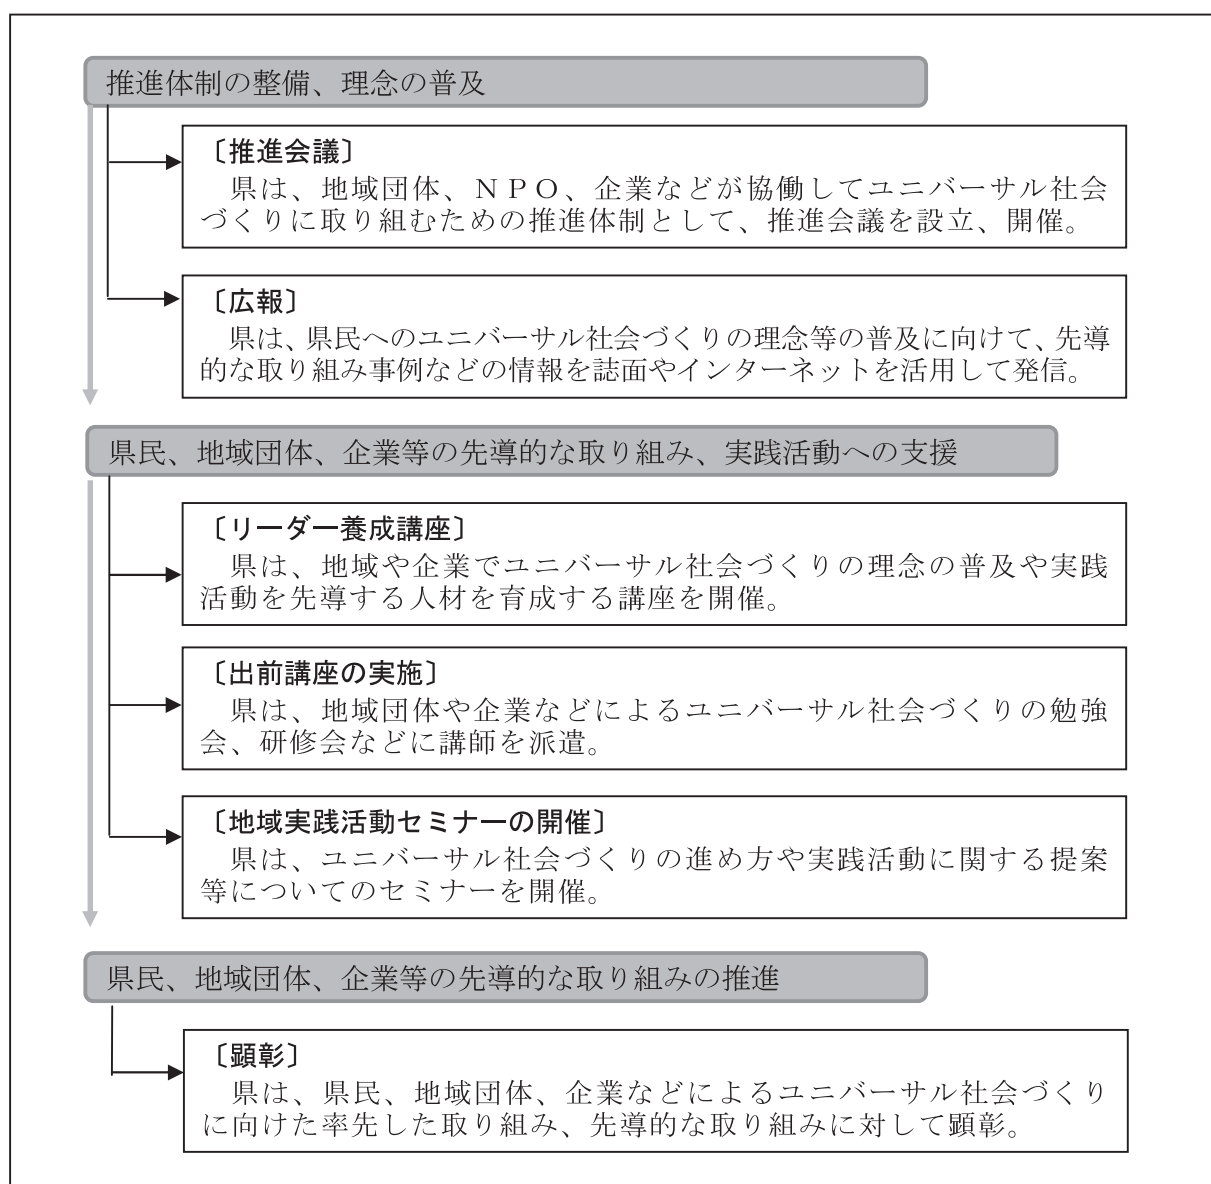 推進体制の整備、理念の普及
〔推進会議〕
県は、地域団体、ＮＰＯ、企業などが協働してユニバーサル社会
づくりに取り組むための推進体制として、推進会議を設立、開催。
〔広報〕
県は、県民へのユニバーサル社会づくりの理念等の普及に向けて、先導
的な取り組み事例などの情報を誌面やインターネットを活用して発信。
県民、地域団体、企業等の先導的な取り組み、実践活動への支援
〔リーダー養成講座〕
県は、地域や企業でユニバーサル社会づくりの理念の普及や実践
活動を先導する人材を育成する講座を開催。
〔出前講座の実施〕
県は、地域団体や企業などによるユニバーサル社会づくりの勉強
会、研修会などに講師を派遣。
〔地域実践活動セミナーの開催〕
県は、ユニバーサル社会づくりの進め方や実践活動に関する提案
等についてのセミナーを開催。
県民、地域団体、企業等の先導的な取り組みの推進
〔顕彰〕
県は、県民、地域団体、企業などによるユニバーサル社会づくり
に向けた率先した取り組み、先導的な取り組みに対して顕彰。